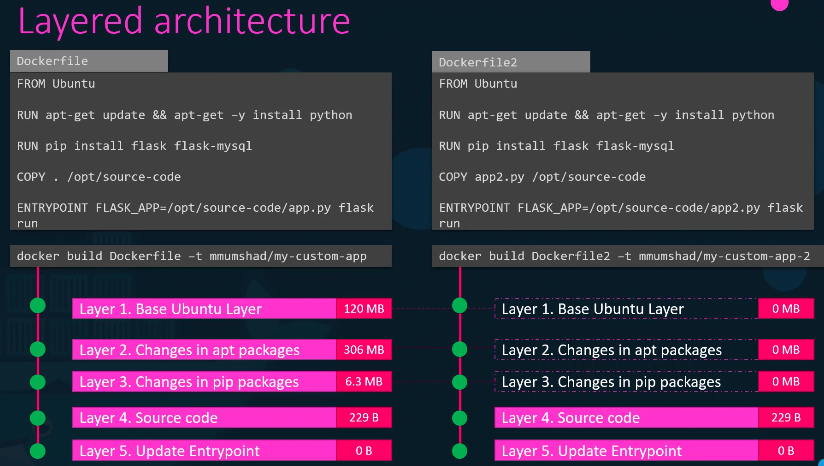 Layered architecture
Dockerfile
FROM Ubuntu
RUN apt-get update && apt-get –y install python
RUN pip install flask flask-mysql
COPY . /opt/source-code
ENTRYPOINT FLASK_APP=/opt/source-code/app.py flask
run
docker build Dockerfile –t mmumshad/my-custom-app
Layer 1. Base Ubuntu Layer 120 MB
Layer 2. Changes in apt packages 306 MB
Layer 3. Changes in pip packages 6.3 MB
Layer 4. Source code 229 B
Layer 5. Update Entrypoint 0 B
Dockerfile2
FROM Ubuntu
RUN apt-get update && apt-get –y install python
RUN pip install flask flask-mysql
COPY app2.py /opt/source-code
ENTRYPOINT FLASK_APP=/opt/source-code/app2.py flask
run
docker build Dockerfile2 –t mmumshad/my-custom-app-2
Layer 1. Base Ubuntu Layer 0 MB
Layer 2. Changes in apt packages 0 MB
Layer 3. Changes in pip packages 0 MB
Layer 4. Source code 229 B
Layer 5. Update Entrypoint 0 B